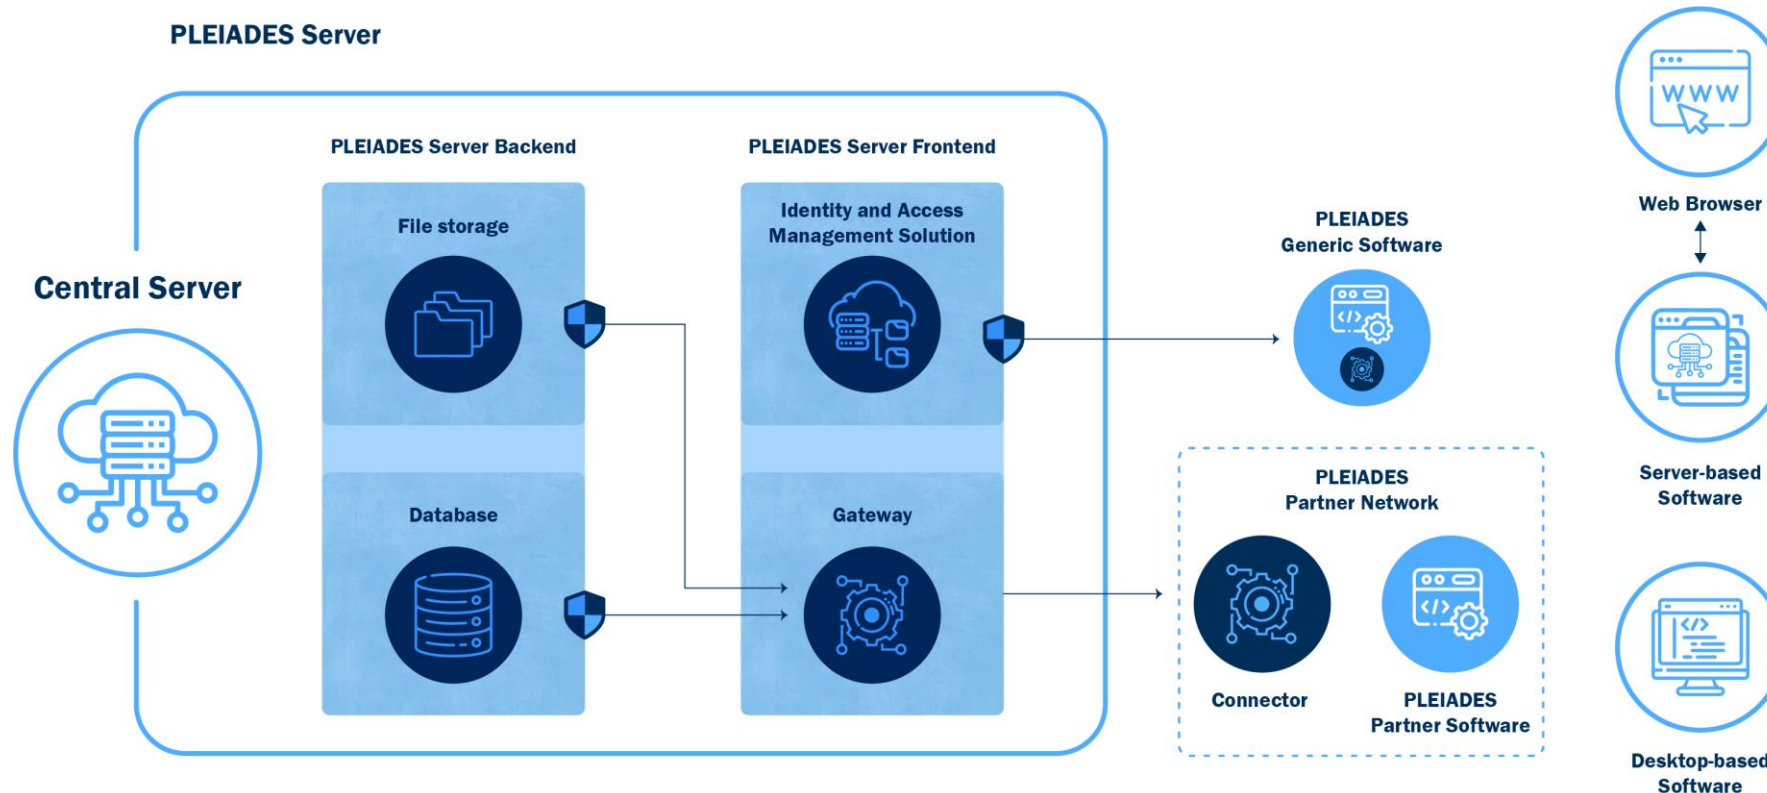 PLEIADES Server
PLEIADES Server Backend
PLEIADES Server Frontend
Central Server
File storage
Database
Identity and Access
Management Solution
Gateway
PLEIADES
Generic Software
PLEIADES
Partner Network
Connector
PLEIADES
Partner Software
WWW
Web Browser
Server-based
Software
Desktop-based
Software